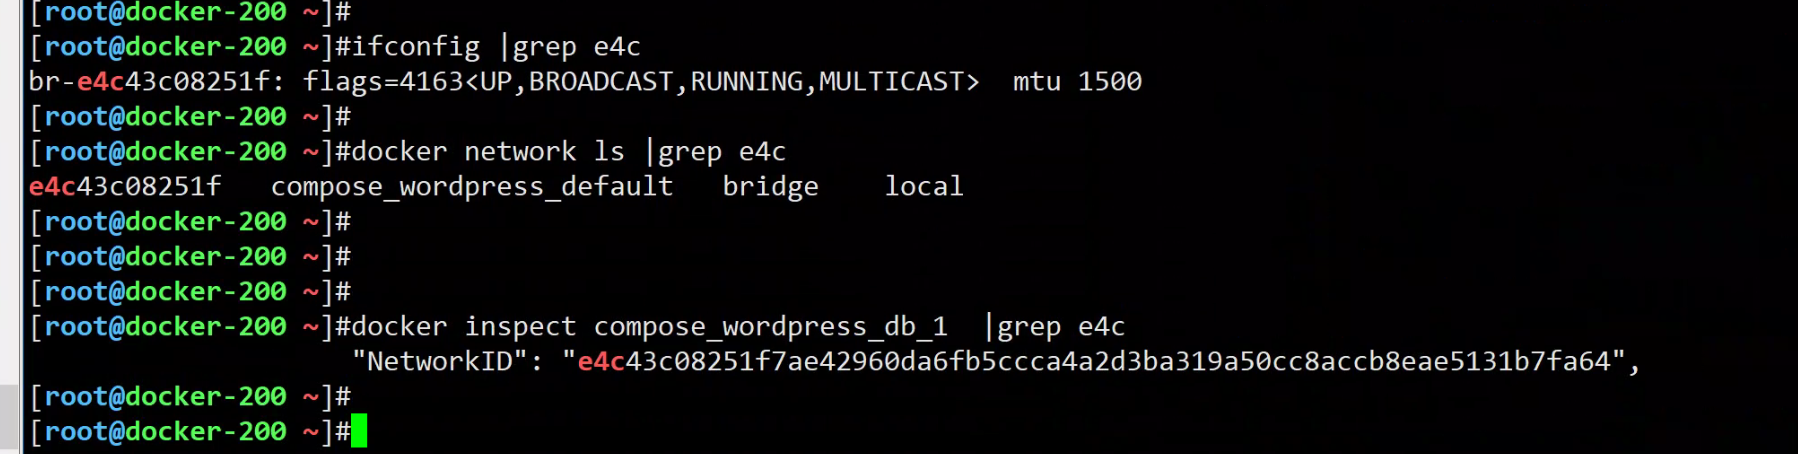 [root@docker-200 ~]#
[root@docker-200 ~]#ifconfig |grep e4c
br-e4c43c08251f: flags=4163<UP,BROADCAST,RUNNING,MULTICAST>  mtu 1500
[root@docker-200 ~]#
[root@docker-200 ~]#docker network ls |grep e4c
e4c43c08251f   compose_wordpress_default   bridge    local
[root@docker-200 ~]#
[root@docker-200 ~]#
[root@docker-200 ~]#
[root@docker-200 ~]#docker inspect compose_wordpress_db_1  |grep e4c
                    "NetworkID": "e4c43c08251f7ae42960da6fb5ccca4a2d3ba319a50cc8accb8eae5131b7fa64",
[root@docker-200 ~]#
[root@docker-200 ~]#